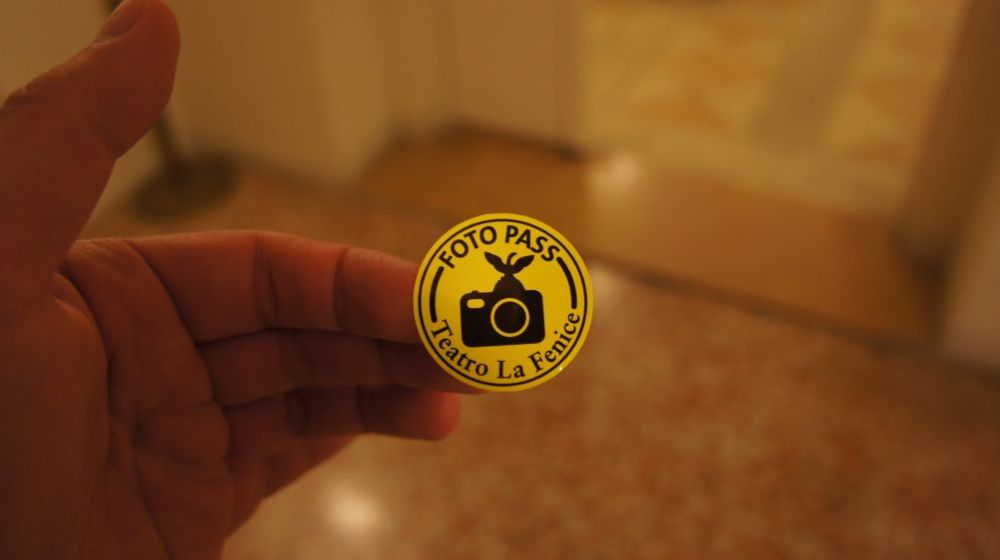 FOTO PASS
Teatro La Fenice